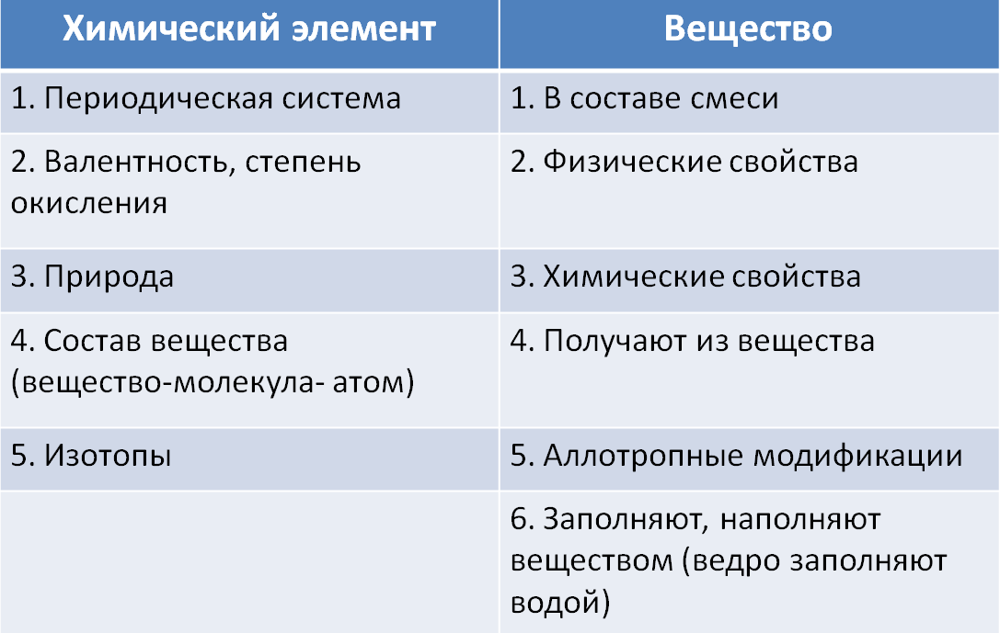 Химический элемент
Вещество
1. Периодическая система
1. В составе смеси
2. Валентность, степень
окисления
2. Физические свойства
3. Природа
3. Химические свойства
4. Состав вещества
(вещество-молекула- атом)
4. Получают из вещества
5. Изотопы
5. Аллотропные модификации
6. Заполняют, наполняют
веществом (ведро заполняют
водой)